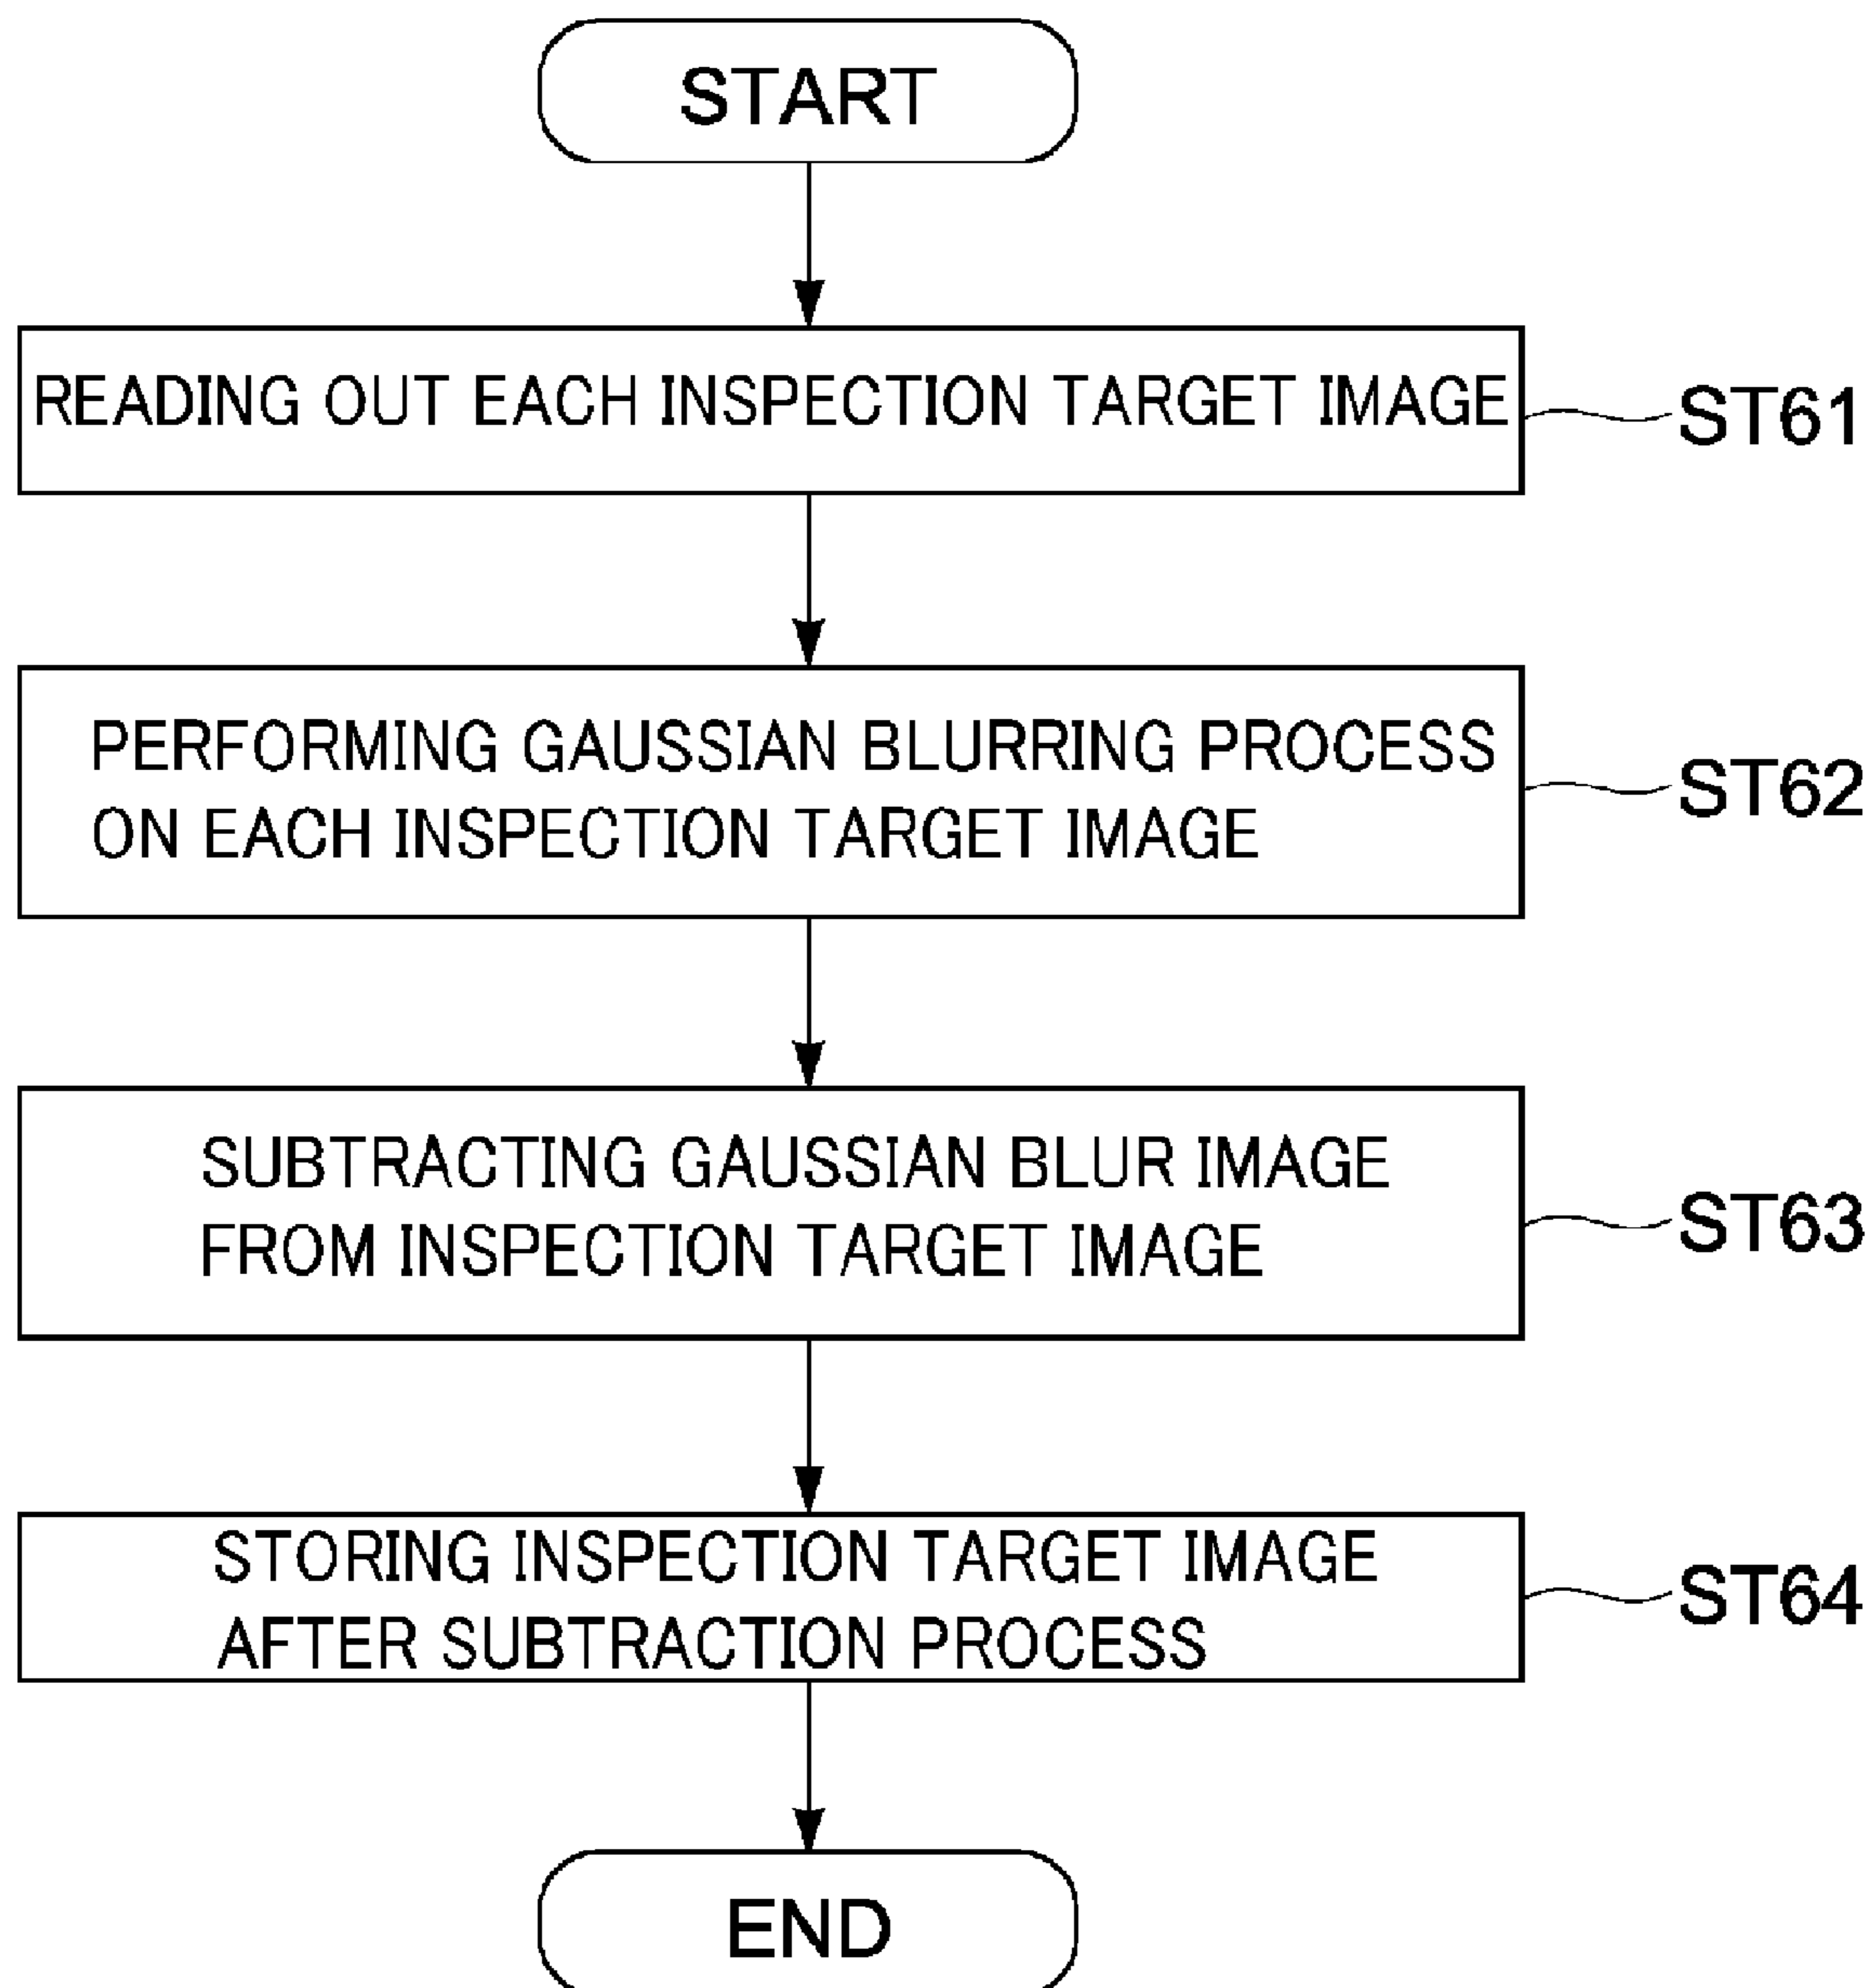 START
READING OUT EACH INSPECTION TARGET IMAGE
ST61
PERFORMING GAUSSIAN BLURRING PROCESS
ON EACH INSPECTION TARGET IMAGE
ST62
SUBTRACTING GAUSSIAN BLUR IMAGE
FROM INSPECTION TARGET IMAGE
ST63
STORING INSPECTION TARGET IMAGE
AFTER SUBTRACTION PROCESS
ST64
END